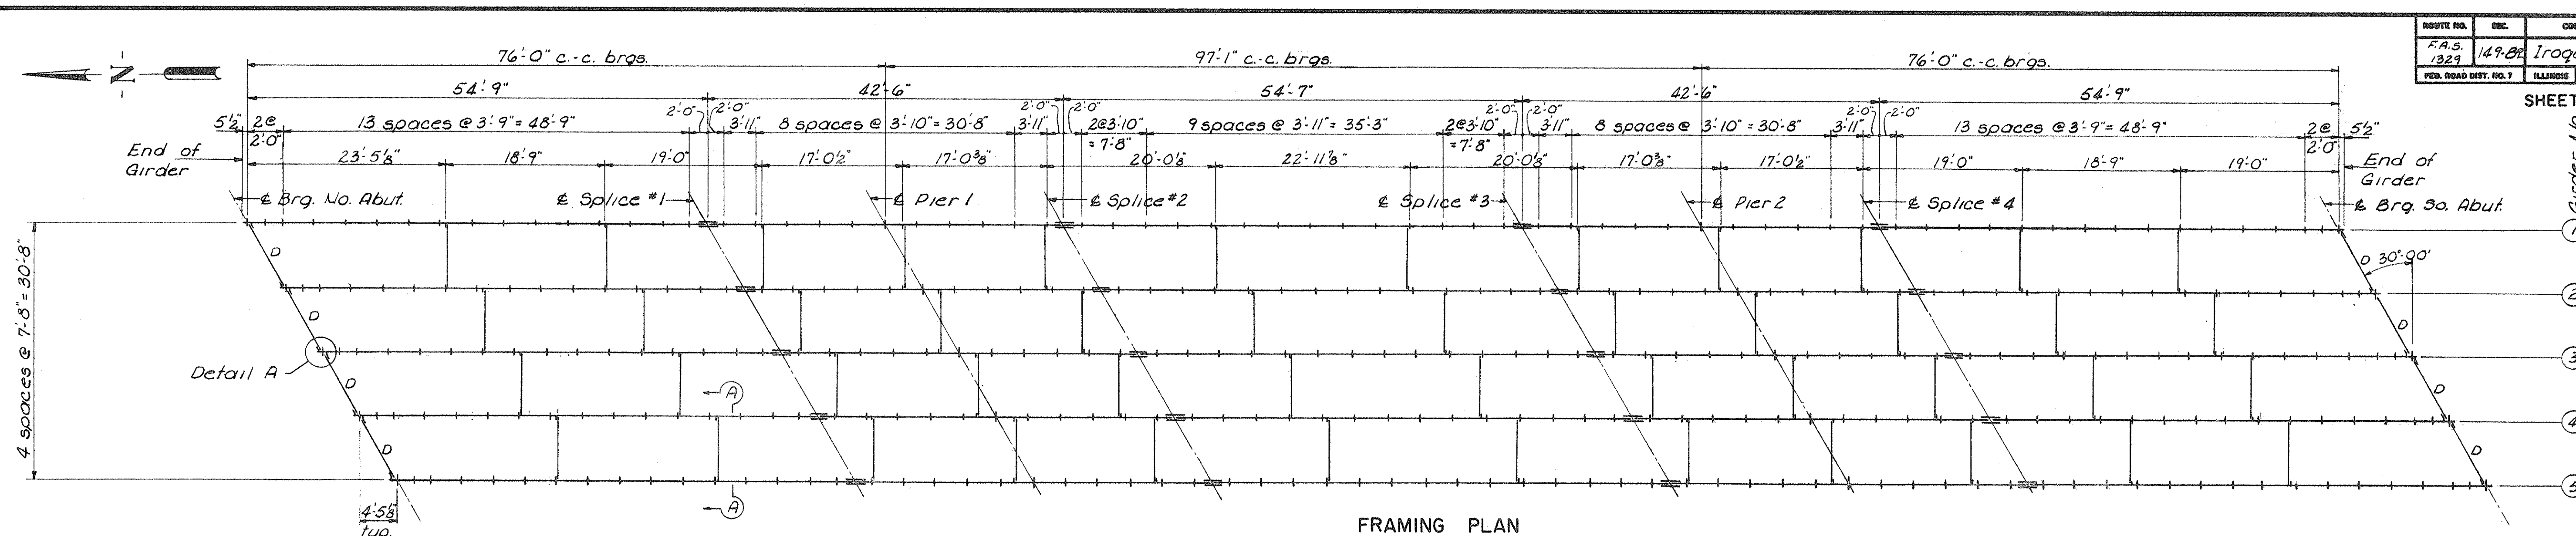 ROUTE NO. SEC.
F.A.S. 1329 149-BR
FED. ROAD DIST. NO. 7 ILLINOIS
SHEET
N
76'-0" c.-c. brgs. 97'-1" c.-c. brgs. 76'-0" c.-c. brgs.
54'-9" 42'-6" 54'-7" 42'-6" 54'-9"
2'-0" 2'-0" 2'-0" 2'-0" 2'-0" 2'-0" 2'-0" 2'-0"
5½" 2@ 2'-0" 13 spaces @ 3'-9" = 48'-9" 3'-11" 8 spaces @ 3'-10" = 30'-8" 3'-11" 2@3'-10" = 7'-8" 9 spaces @ 3'-11" = 35'-3" 2@3'-10" = 7'-8" 3'-11" 8 spaces @ 3'-10" = 30'-8" 3'-11" 13 spaces @ 3'-9" = 48'-9" 2@ 2'-0" 5½"
End of Girder
23'-5⅛" 18'-9" 19'-0" 17'-0½" 17'-0⅜" 20'-0⅛" 22'-11⅞" 20'-0⅛" 17'-0⅜" 17'-0½" 19'-0" 18'-9" 19'-0"
End of Girder
℄ Brg. No. Abut. ℄ Splice #1 ℄ Pier 1 ℄ Splice #2 ℄ Splice #3 ℄ Pier 2 ℄ Splice #4 ℄ Brg. So. Abut.
4 spaces @ 7'-8" = 30'-8"
1
D D 30°-00'
2
D D
3
Detail A
D A D
4
D D
5
A
4'-5⅛" typ.
FRAMING PLAN